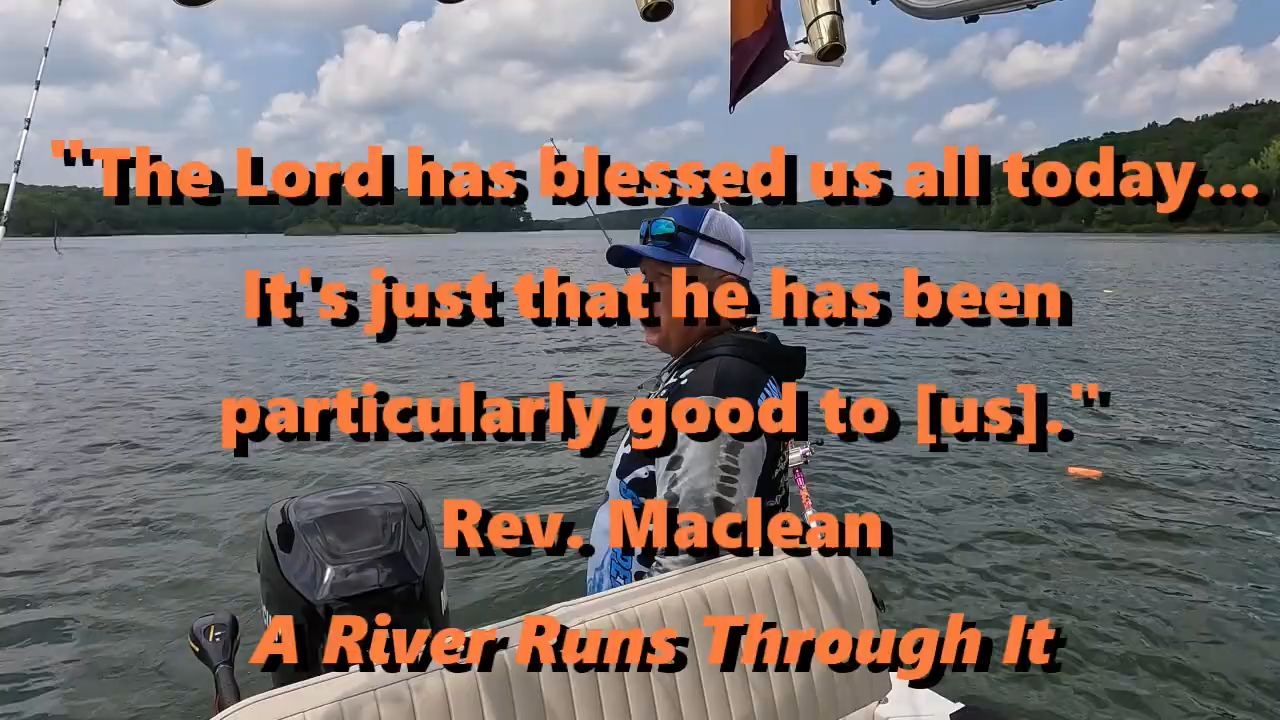 "The Lord has blessed us all today...
It's just that he has been
particularly good to [us]."
Rev. Maclean
A River Runs Through It